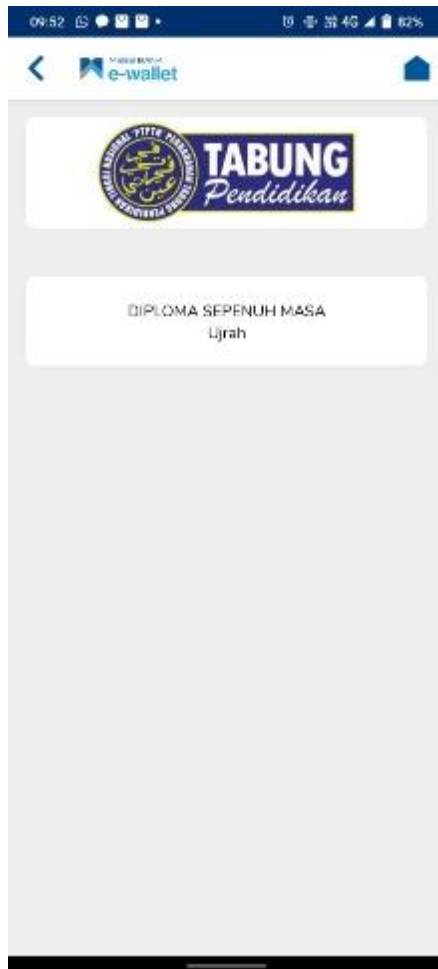 09:52
4G
82%
e-wallet
TABUNG
Pendidikan
DIPLOMA SEPENUH MASA
Ujrah